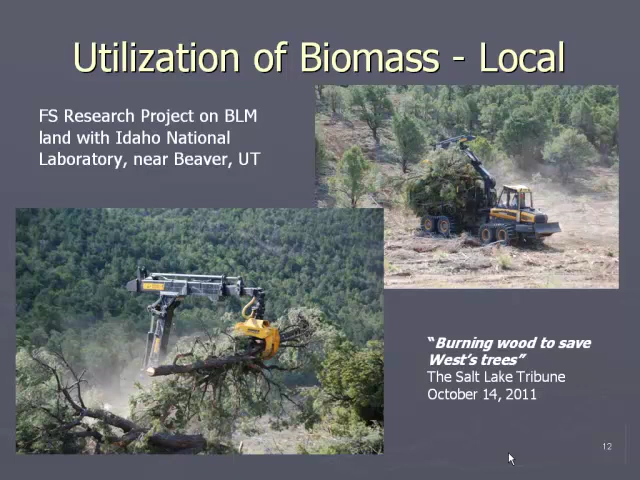 Utilization of Biomass - Local
FS Research Project on BLM
land with Idaho National
Laboratory, near Beaver, UT
“Burning wood to save
West’s trees”
The Salt Lake Tribune
October 14, 2011
12